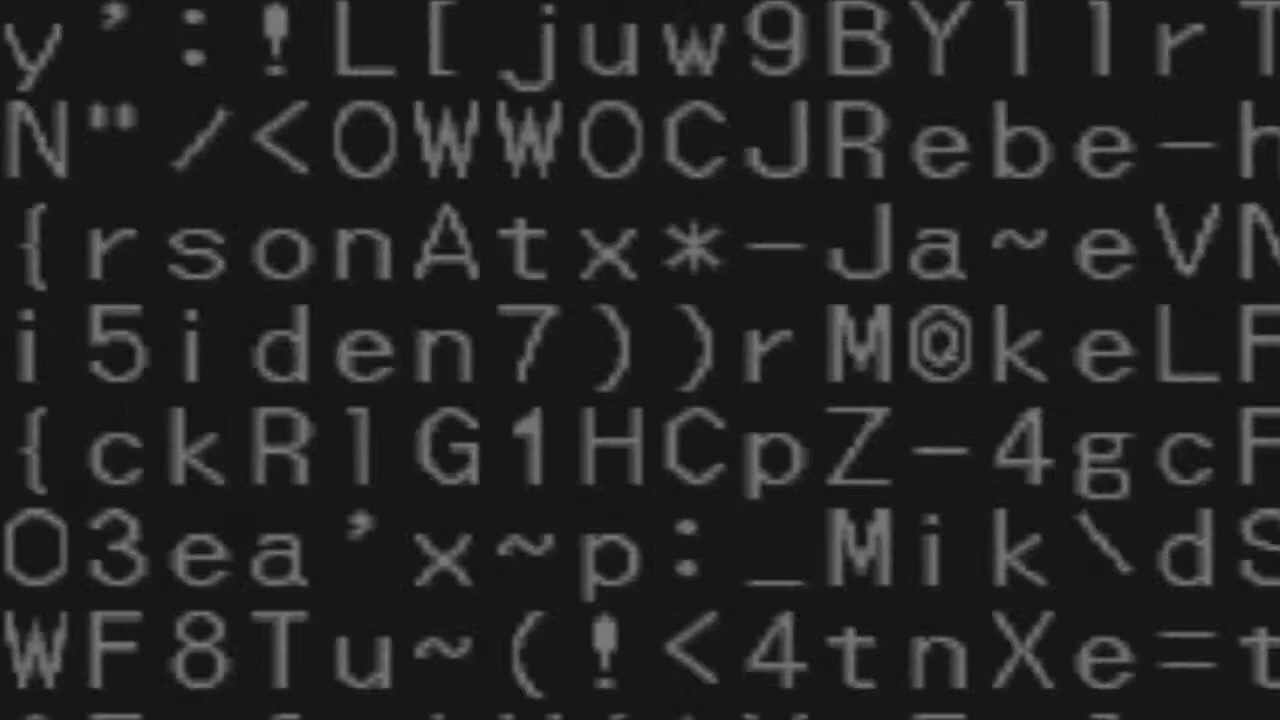 y’:!L[juw9BYllrT
N"/<OWWOCJRebe-h
{rsonAtx*-Ja~eVN
i5iden7))rM@keLF
{ckRlG1HCpZ-4gcF
O3ea’x~p:_Mik\dS
WF8Tu~(!<4tnXe=t